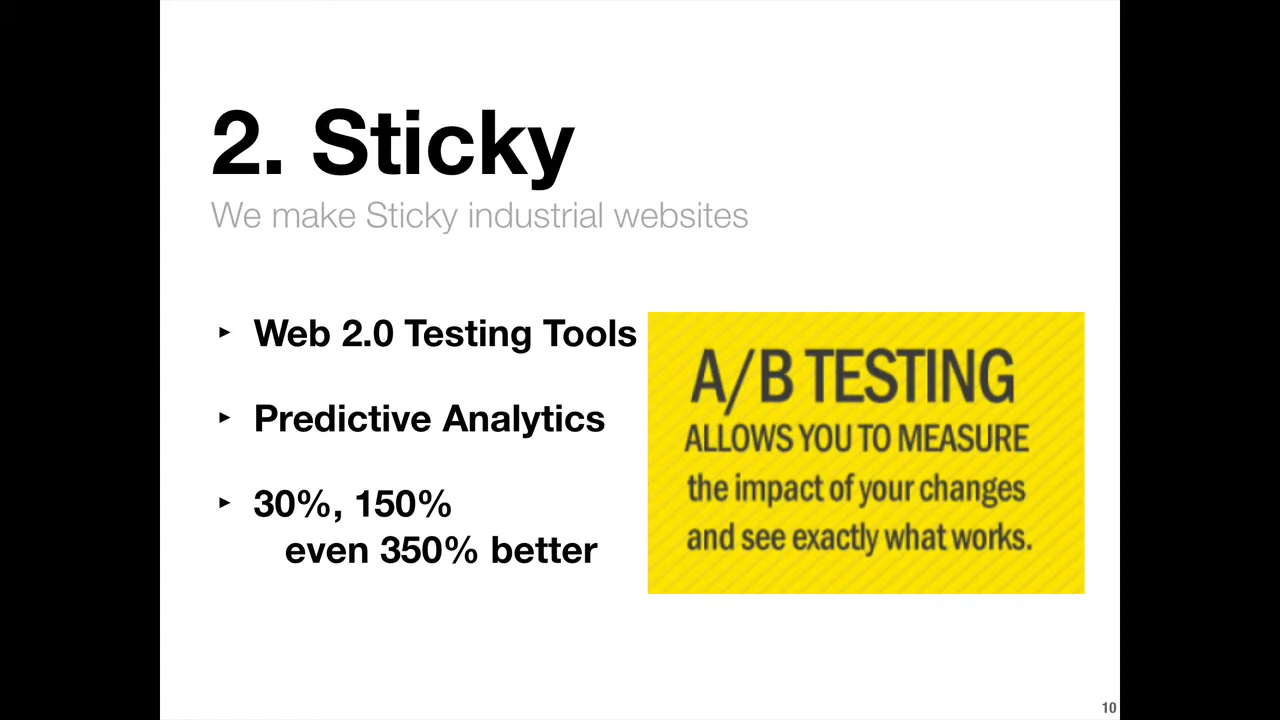 2. Sticky
We make Sticky industrial websites
‣ Web 2.0 Testing Tools
‣ Predictive Analytics
‣ 30%, 150%
even 350% better
A/B TESTING
ALLOWS YOU TO MEASURE
the impact of your changes
and see exactly what works.
10